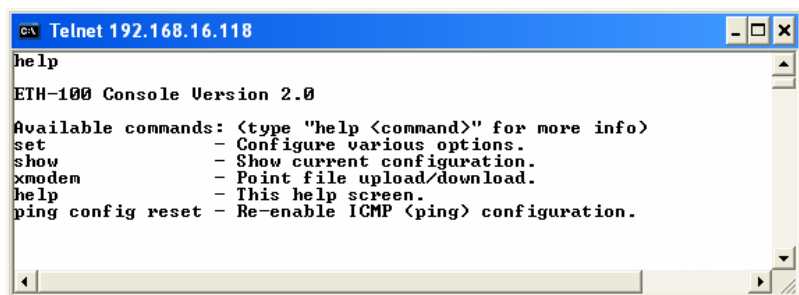 Telnet 192.168.16.118
help
ETH-100 Console Version 2.0
Available commands: (type "help <command>" for more info)
set - Configure various options.
show - Show current configuration.
xmodem - Point file upload/download.
help - This help screen.
ping config reset - Re-enable ICMP (ping) configuration.